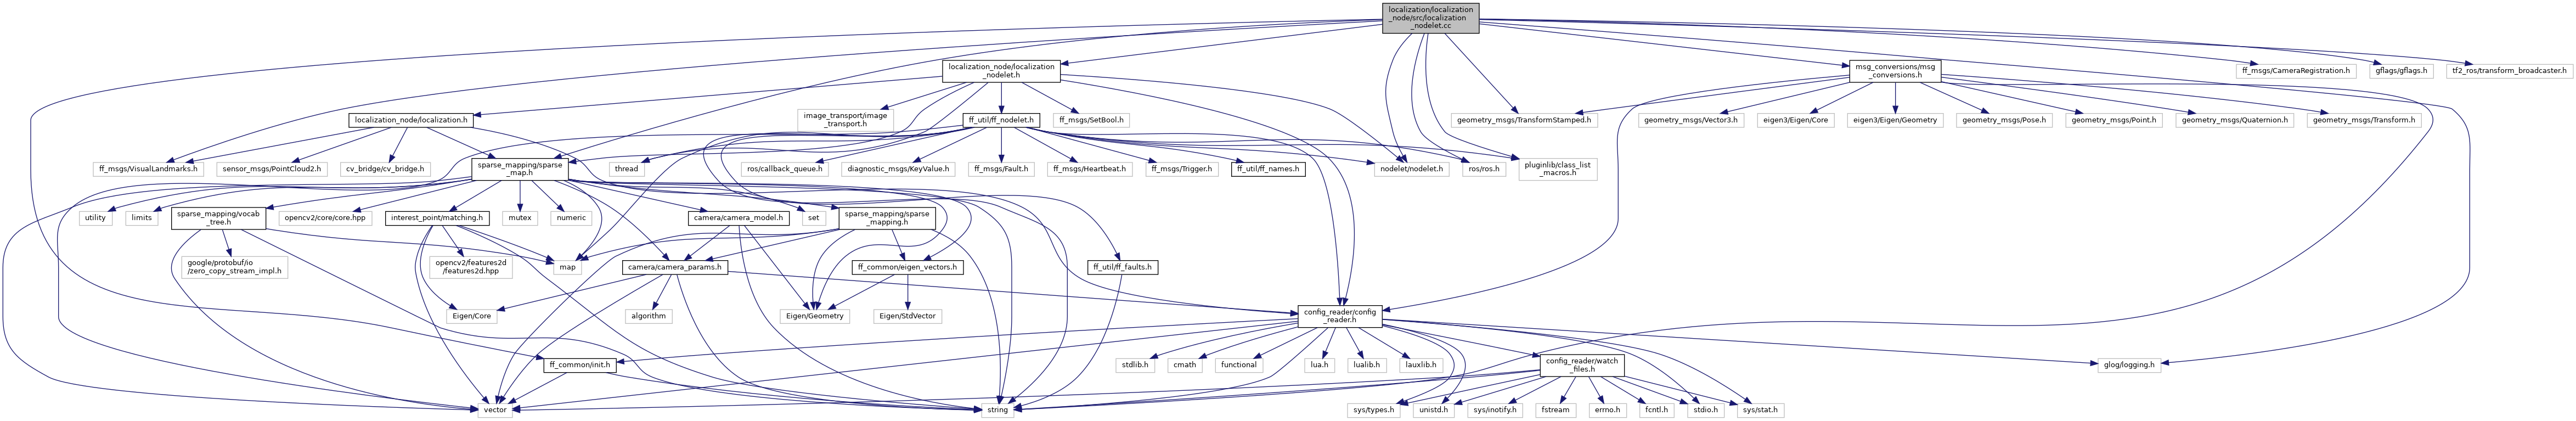 localization/localization
_node/src/localization
_nodelet.cc
localization_node/localization
_nodelet.h
msg_conversions/msg
_conversions.h
ff_msgs/CameraRegistration.h
gflags/gflags.h
tf2_ros/transform_broadcaster.h
localization_node/localization.h
image_transport/image
_transport.h
ff_util/ff_nodelet.h
ff_msgs/SetBool.h
geometry_msgs/TransformStamped.h
geometry_msgs/Vector3.h
eigen3/Eigen/Core
eigen3/Eigen/Geometry
geometry_msgs/Pose.h
geometry_msgs/Point.h
geometry_msgs/Quaternion.h
geometry_msgs/Transform.h
ff_msgs/VisualLandmarks.h
sensor_msgs/PointCloud2.h
cv_bridge/cv_bridge.h
sparse_mapping/sparse
_map.h
thread
ros/callback_queue.h
diagnostic_msgs/KeyValue.h
ff_msgs/Fault.h
ff_msgs/Heartbeat.h
ff_msgs/Trigger.h
ff_util/ff_names.h
nodelet/nodelet.h
ros/ros.h
pluginlib/class_list
_macros.h
utility
limits
sparse_mapping/vocab
_tree.h
opencv2/core/core.hpp
interest_point/matching.h
mutex
numeric
camera/camera_model.h
set
sparse_mapping/sparse
_mapping.h
google/protobuf/io
/zero_copy_stream_impl.h
opencv2/features2d
/features2d.hpp
map
camera/camera_params.h
ff_common/eigen_vectors.h
ff_util/ff_faults.h
Eigen/Core
algorithm
Eigen/Geometry
Eigen/StdVector
config_reader/config
_reader.h
ff_common/init.h
stdlib.h
cmath
functional
lua.h
lualib.h
lauxlib.h
config_reader/watch
_files.h
glog/logging.h
vector
string
sys/types.h
unistd.h
sys/inotify.h
fstream
errno.h
fcntl.h
stdio.h
sys/stat.h